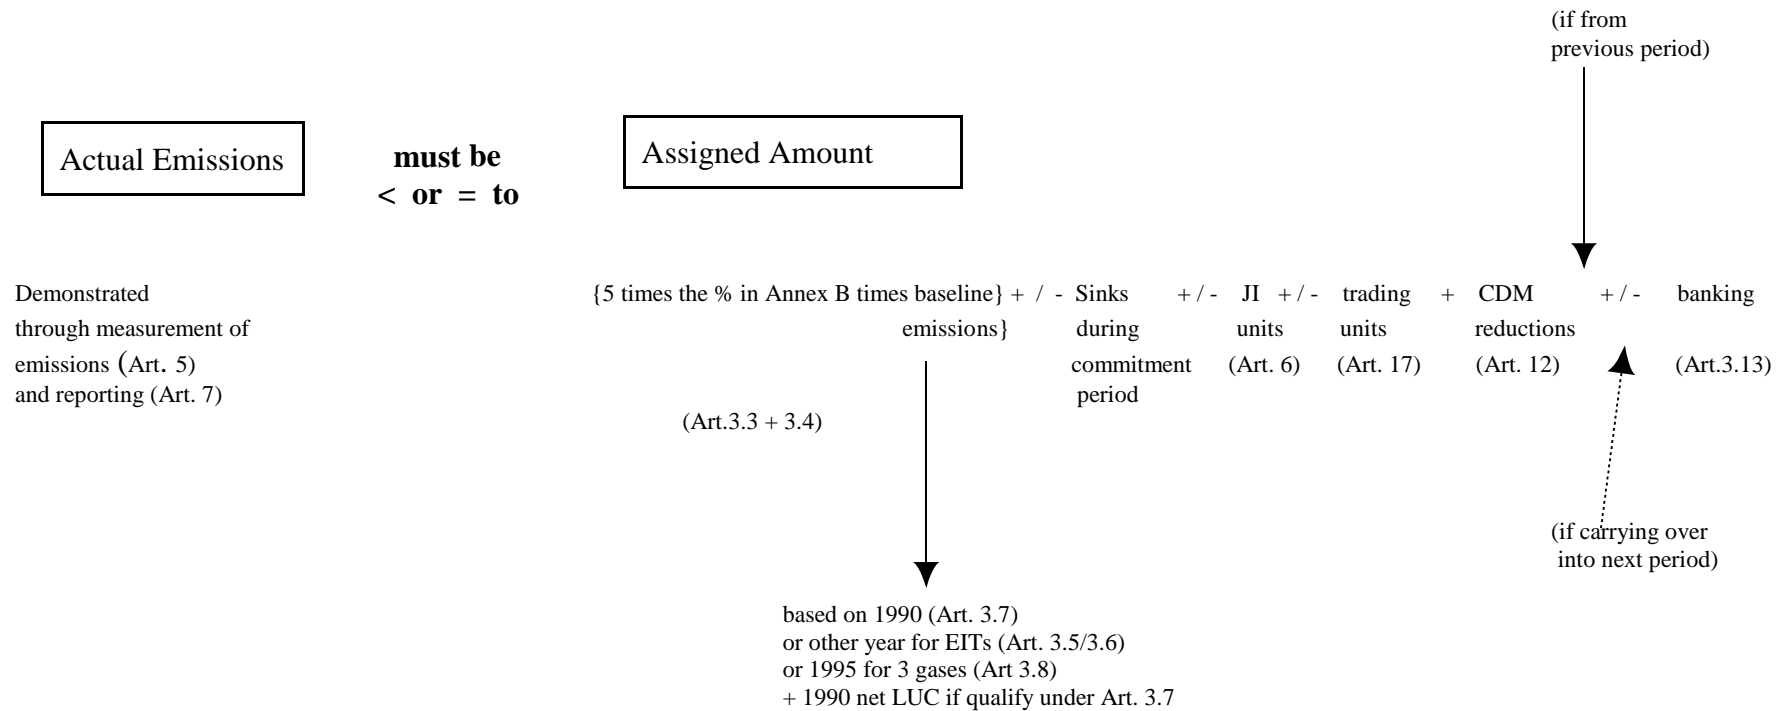 (if from
previous period)
Actual Emissions
must be
< or = to
Assigned Amount
Demonstrated
through measurement of
emissions (Art. 5)
and reporting (Art. 7)
{5 times the % in Annex B times baseline} + / - Sinks + / - JI + / - trading + CDM + / - banking
emissions} during units units reductions
commitment (Art. 6) (Art. 17) (Art. 12) (Art.3.13)
period
(Art.3.3 + 3.4)
(if carrying over
into next period)
based on 1990 (Art. 3.7)
or other year for EITs (Art. 3.5/3.6)
or 1995 for 3 gases (Art 3.8)
+ 1990 net LUC if qualify under Art. 3.7